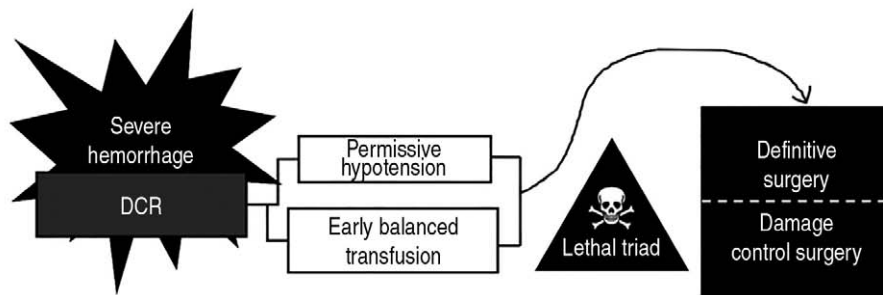 Severe
hemorrhage
DCR
Permissive
hypotension
Early balanced
transfusion
Lethal triad
Definitive
surgery
Damage
control surgery